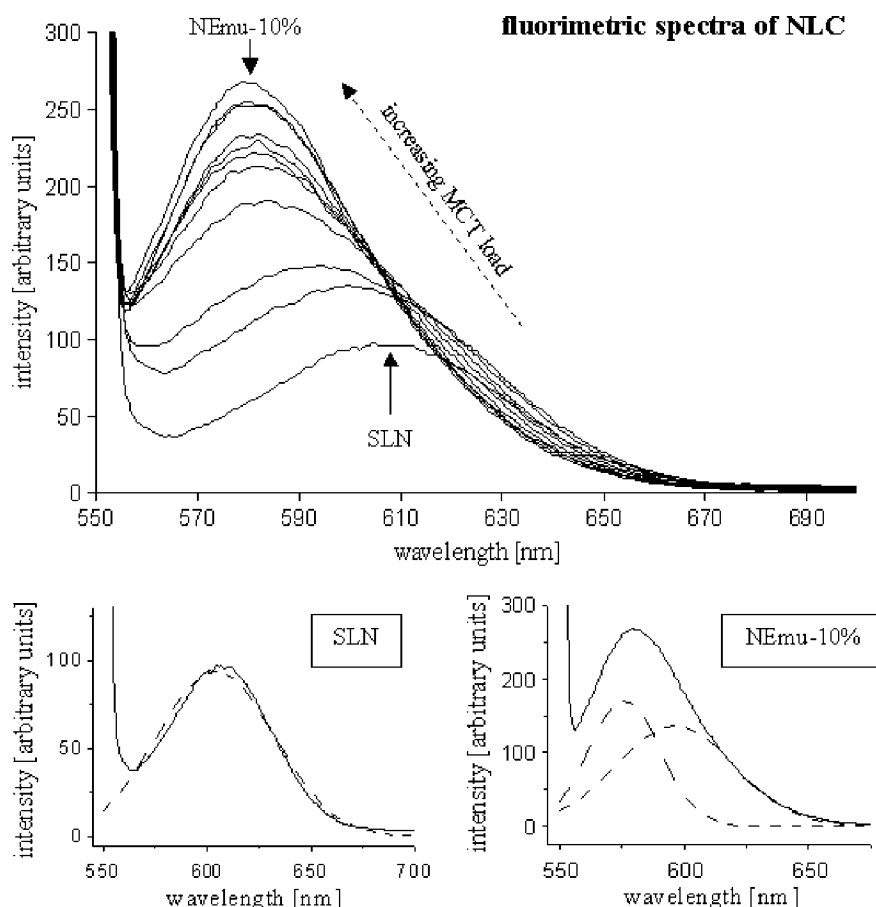 fluorimetric spectra of NLC
NEmu-10%
increasing MCT load
SLN
300
250
200
150
100
50
0
intensity [arbitrary units]
550 570 590 610 630 650 670 690
wavelength [nm]
SLN
100
50
0
intensity [arbitrary units]
550 600 650 700
wavelength [nm]
NEmu-10%
300
250
200
150
100
50
0
intensity [arbitrary units]
550 600 650
wavelength [nm]